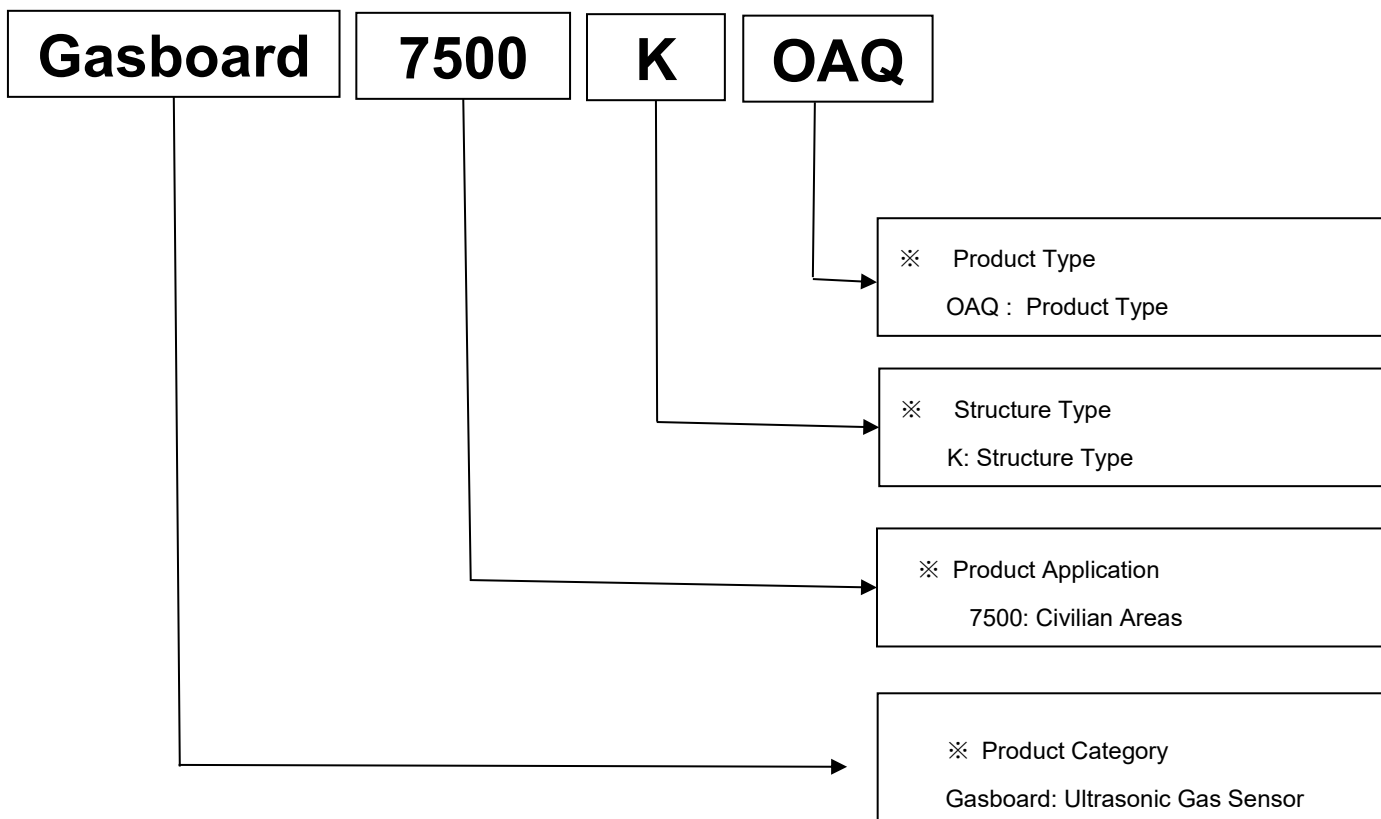 Gasboard 7500 K OAQ
※ Product Type
OAQ : Product Type
※ Structure Type
K: Structure Type
※ Product Application
7500: Civilian Areas
※ Product Category
Gasboard: Ultrasonic Gas Sensor